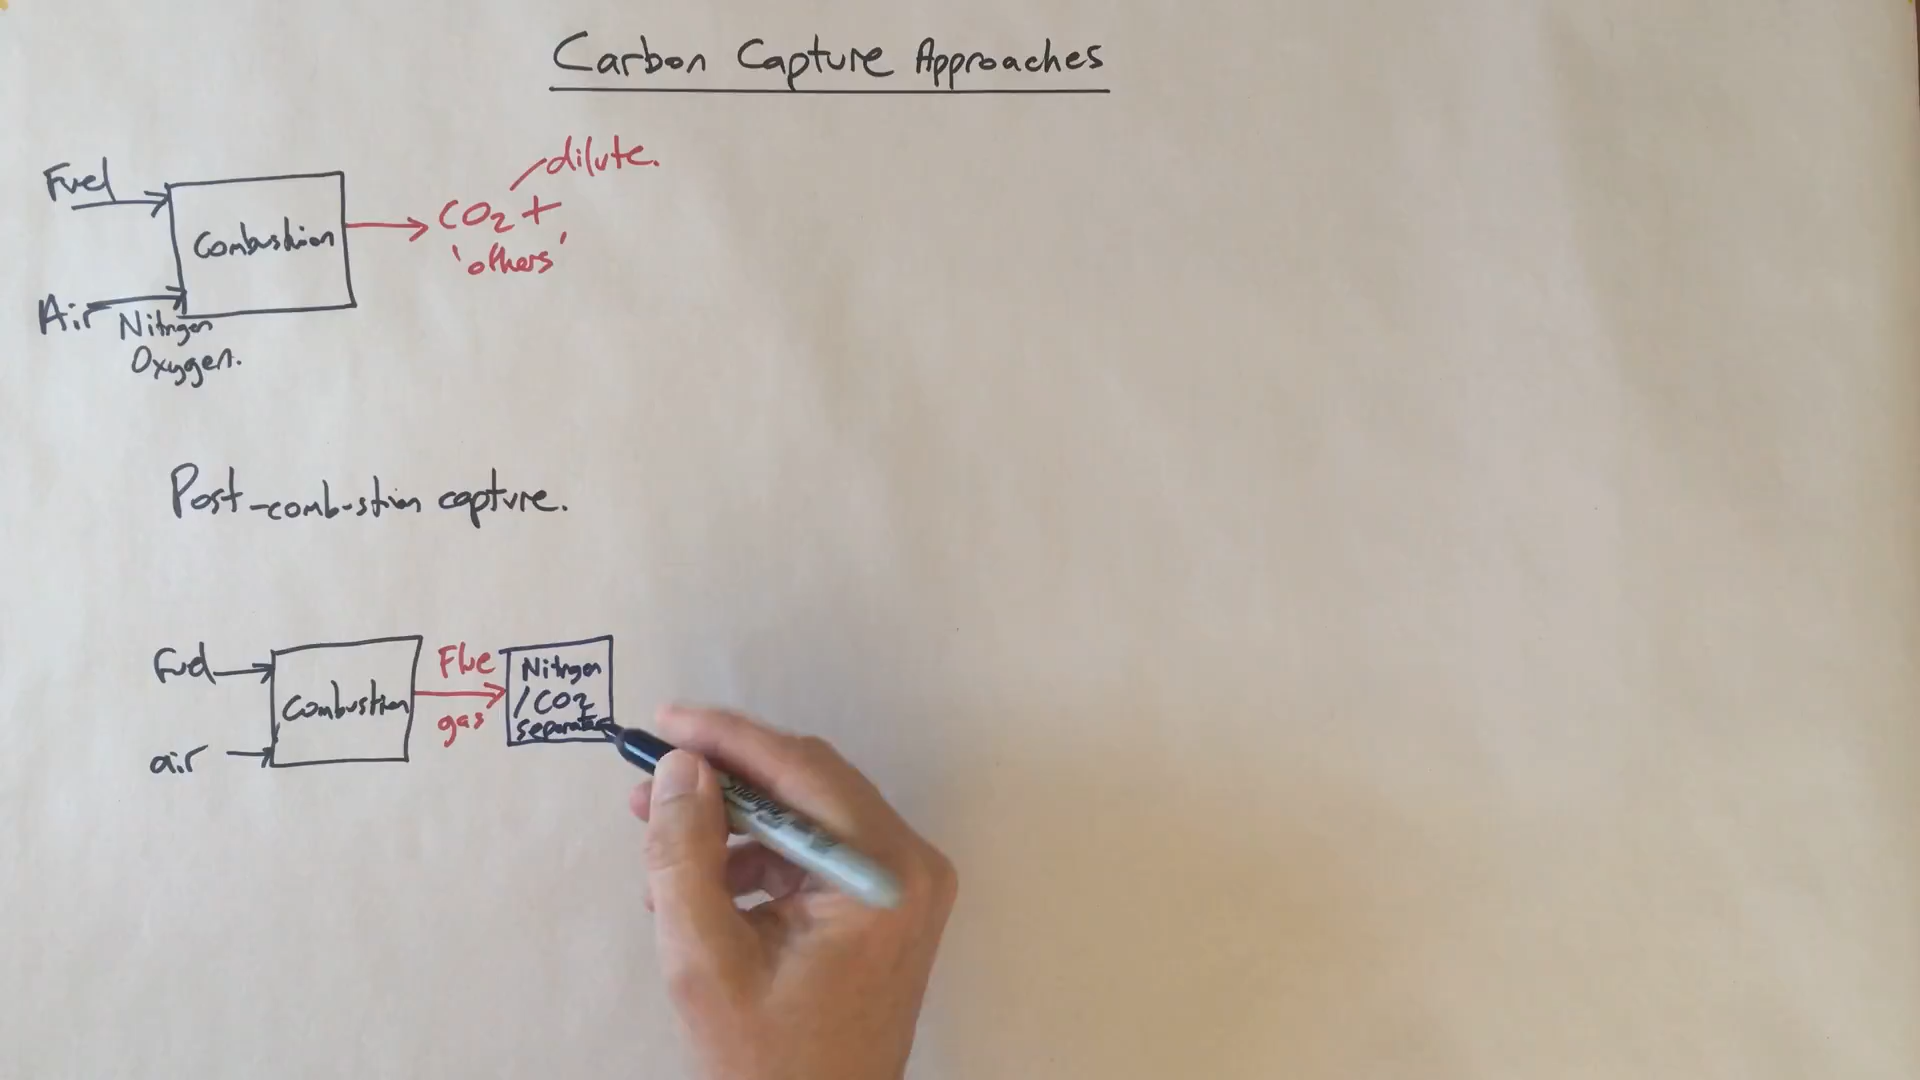 Carbon Capture Approaches
dilute.
Fuel
CO2 +
Combustion
'others'
Air
Nitrogen
Oxygen.
Post-combustion capture.
Fuel
Flue
Nitrogen
/CO2
Combustion
gas
separation
air